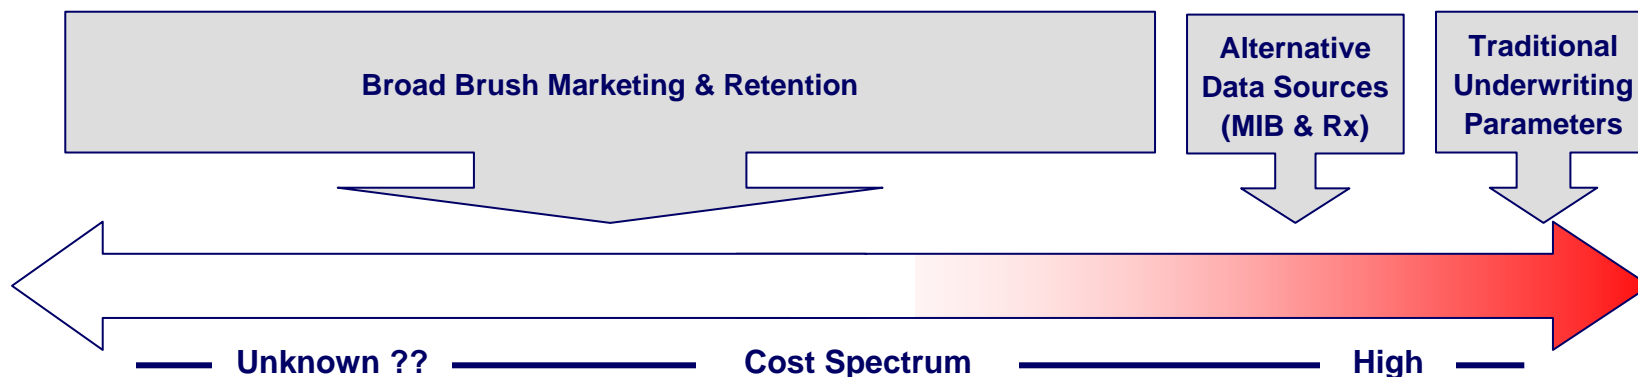 Broad Brush Marketing & Retention
Alternative
Data Sources
(MIB & Rx)
Traditional
Underwriting
Parameters
Unknown ??
Cost Spectrum
High